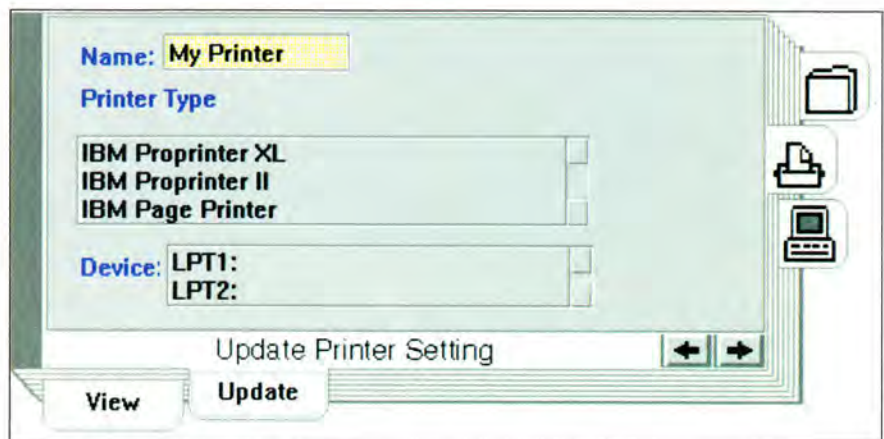 Name: My Printer
Printer Type
IBM Proprinter XL
IBM Proprinter II
IBM Page Printer
Device: LPT1:
LPT2:
Update Printer Setting
View
Update